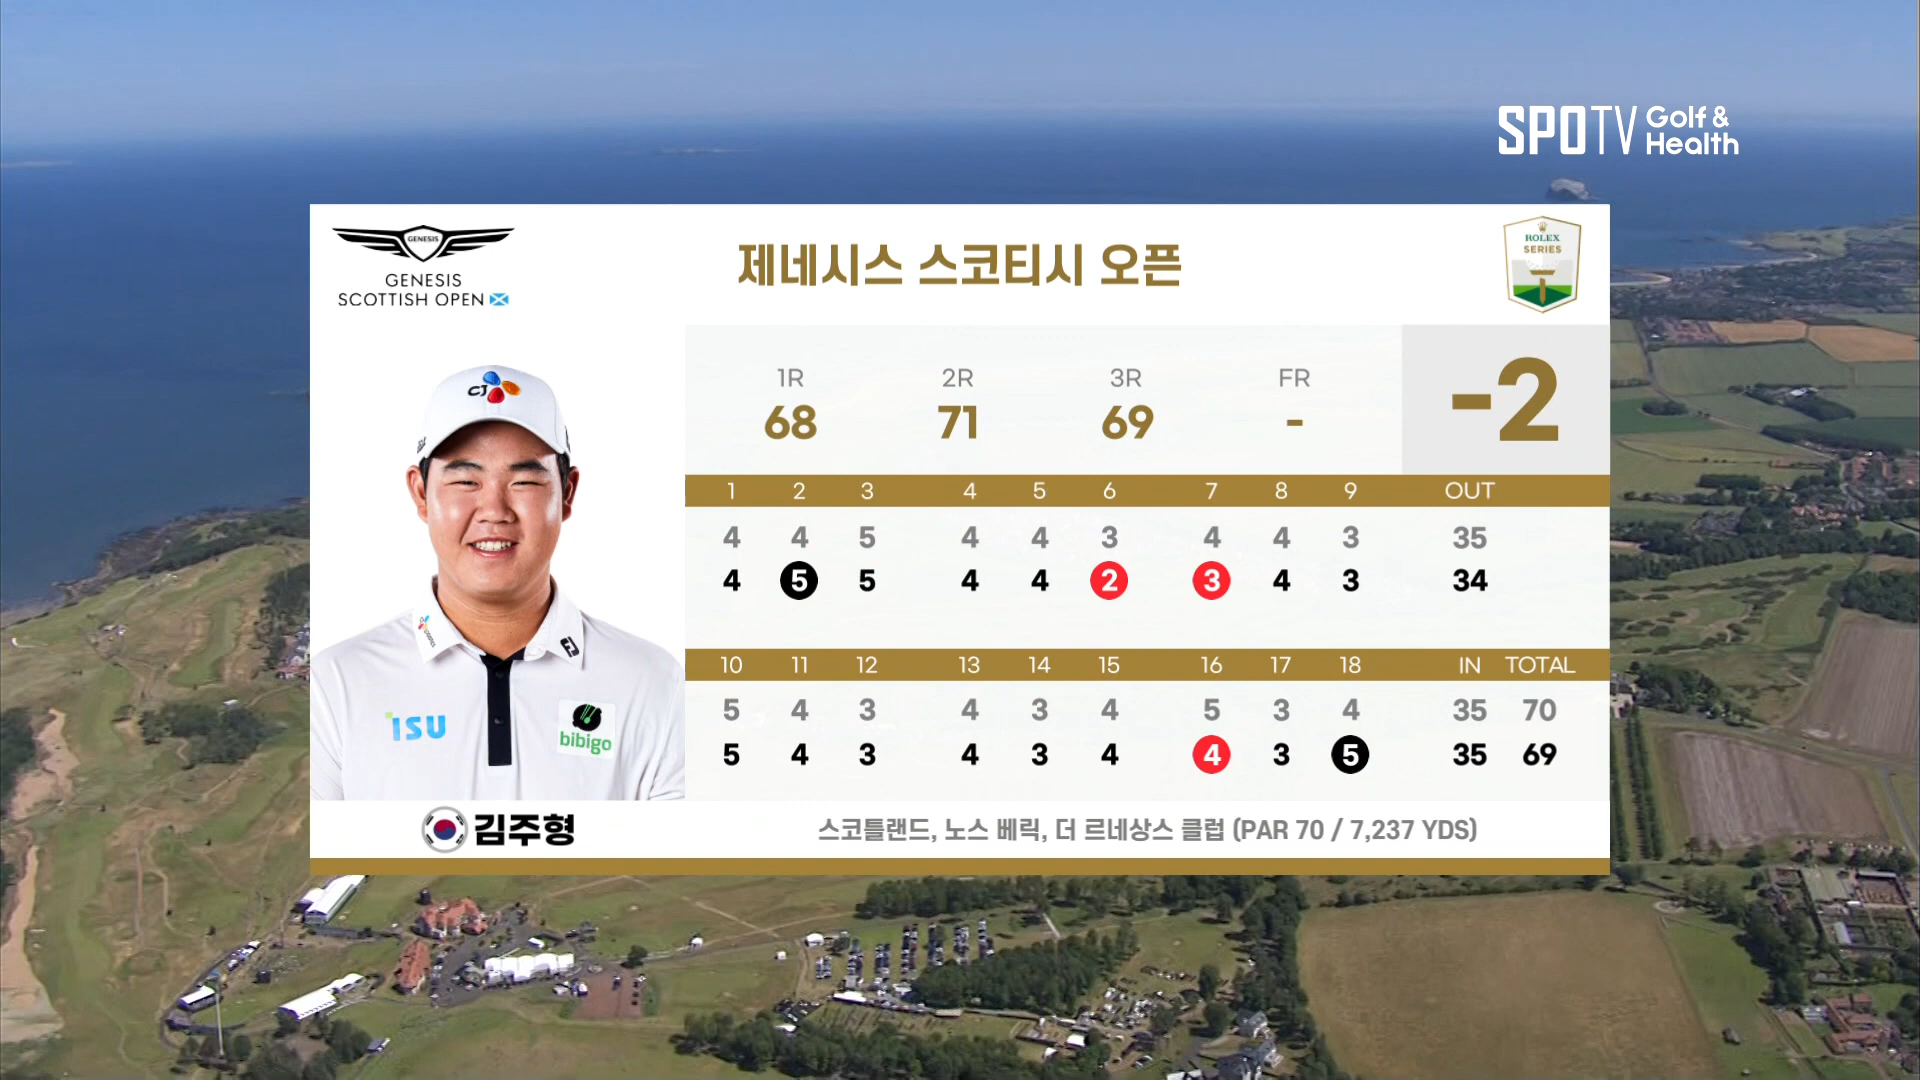 SPOTV Golf & Health
GENESIS
GENESIS
SCOTTISH OPEN
제네시스 스코티시 오픈
ROLEX
SERIES
1R 2R 3R FR
68 71 69 - -2
1 2 3 4 5 6 7 8 9 OUT
4 4 5 4 4 3 4 4 3 35
4 5 5 4 4 2 3 4 3 34
10 11 12 13 14 15 16 17 18 IN TOTAL
5 4 3 4 3 4 5 3 4 35 70
5 4 3 4 3 4 4 3 5 35 69
CJ
ISU
bibigo
김주형
스코틀랜드, 노스 베릭, 더 르네상스 클럽 (PAR 70 / 7,237 YDS)